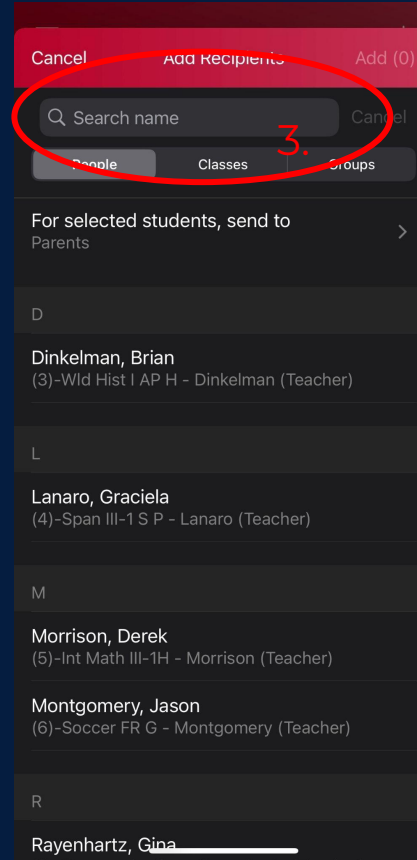 Cancel Add Recipients Add (0)
Search name Cancel
3.
People Classes Groups
For selected students, send to
Parents
D
Dinkelman, Brian
(3)-Wld Hist I AP H - Dinkelman (Teacher)
L
Lanaro, Graciela
(4)-Span III-1 S P - Lanaro (Teacher)
M
Morrison, Derek
(5)-Int Math III-1H - Morrison (Teacher)
Montgomery, Jason
(6)-Soccer FR G - Montgomery (Teacher)
R
Rayenhartz, Gina